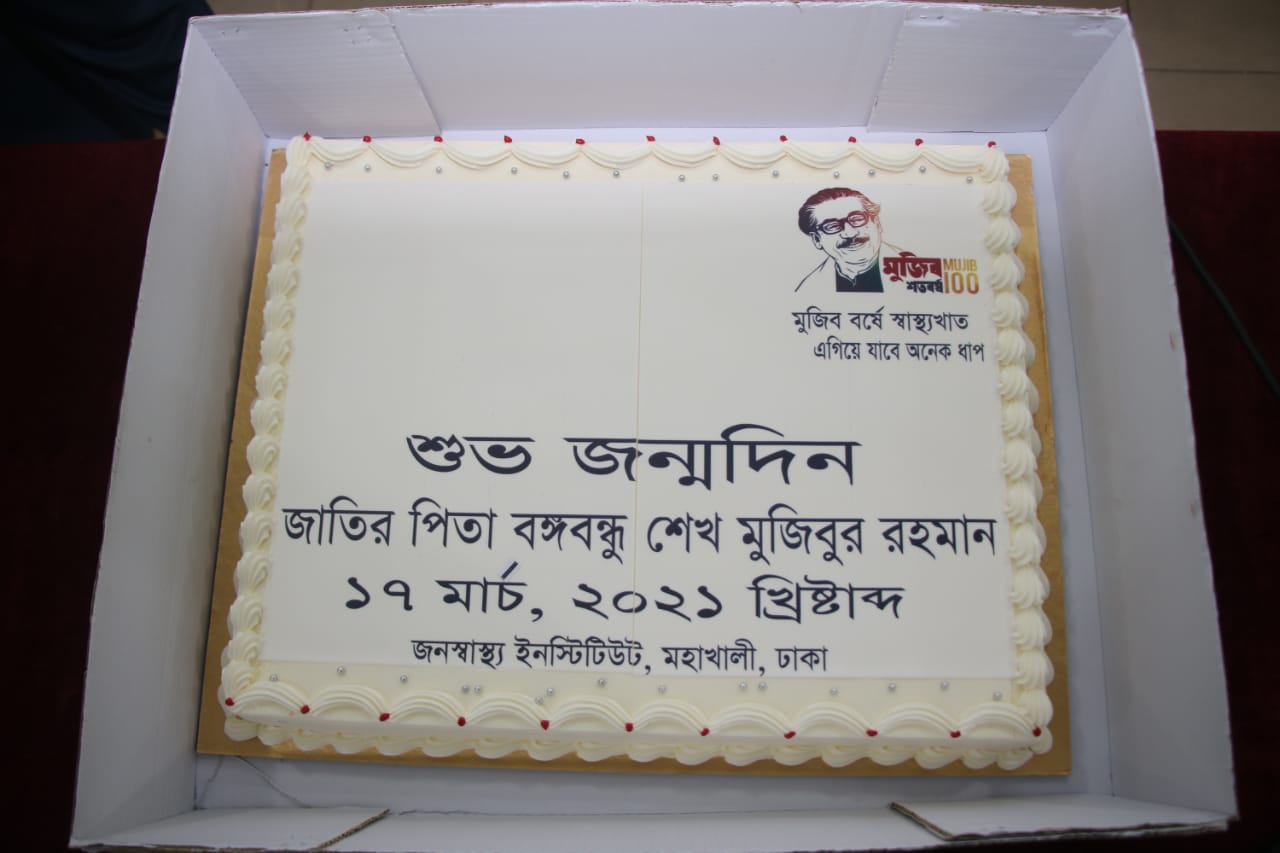 মুজিব MUJIB
শতবর্ষ 100
মুজিব বর্ষে স্বাস্থ্যখাত
এগিয়ে যাবে অনেক ধাপ
শুভ জন্মদিন
জাতির পিতা বঙ্গবন্ধু শেখ মুজিবুর রহমান
১৭ মার্চ, ২০২১ খ্রিষ্টাব্দ
জনস্বাস্থ্য ইনস্টিটিউট, মহাখালী, ঢাকা